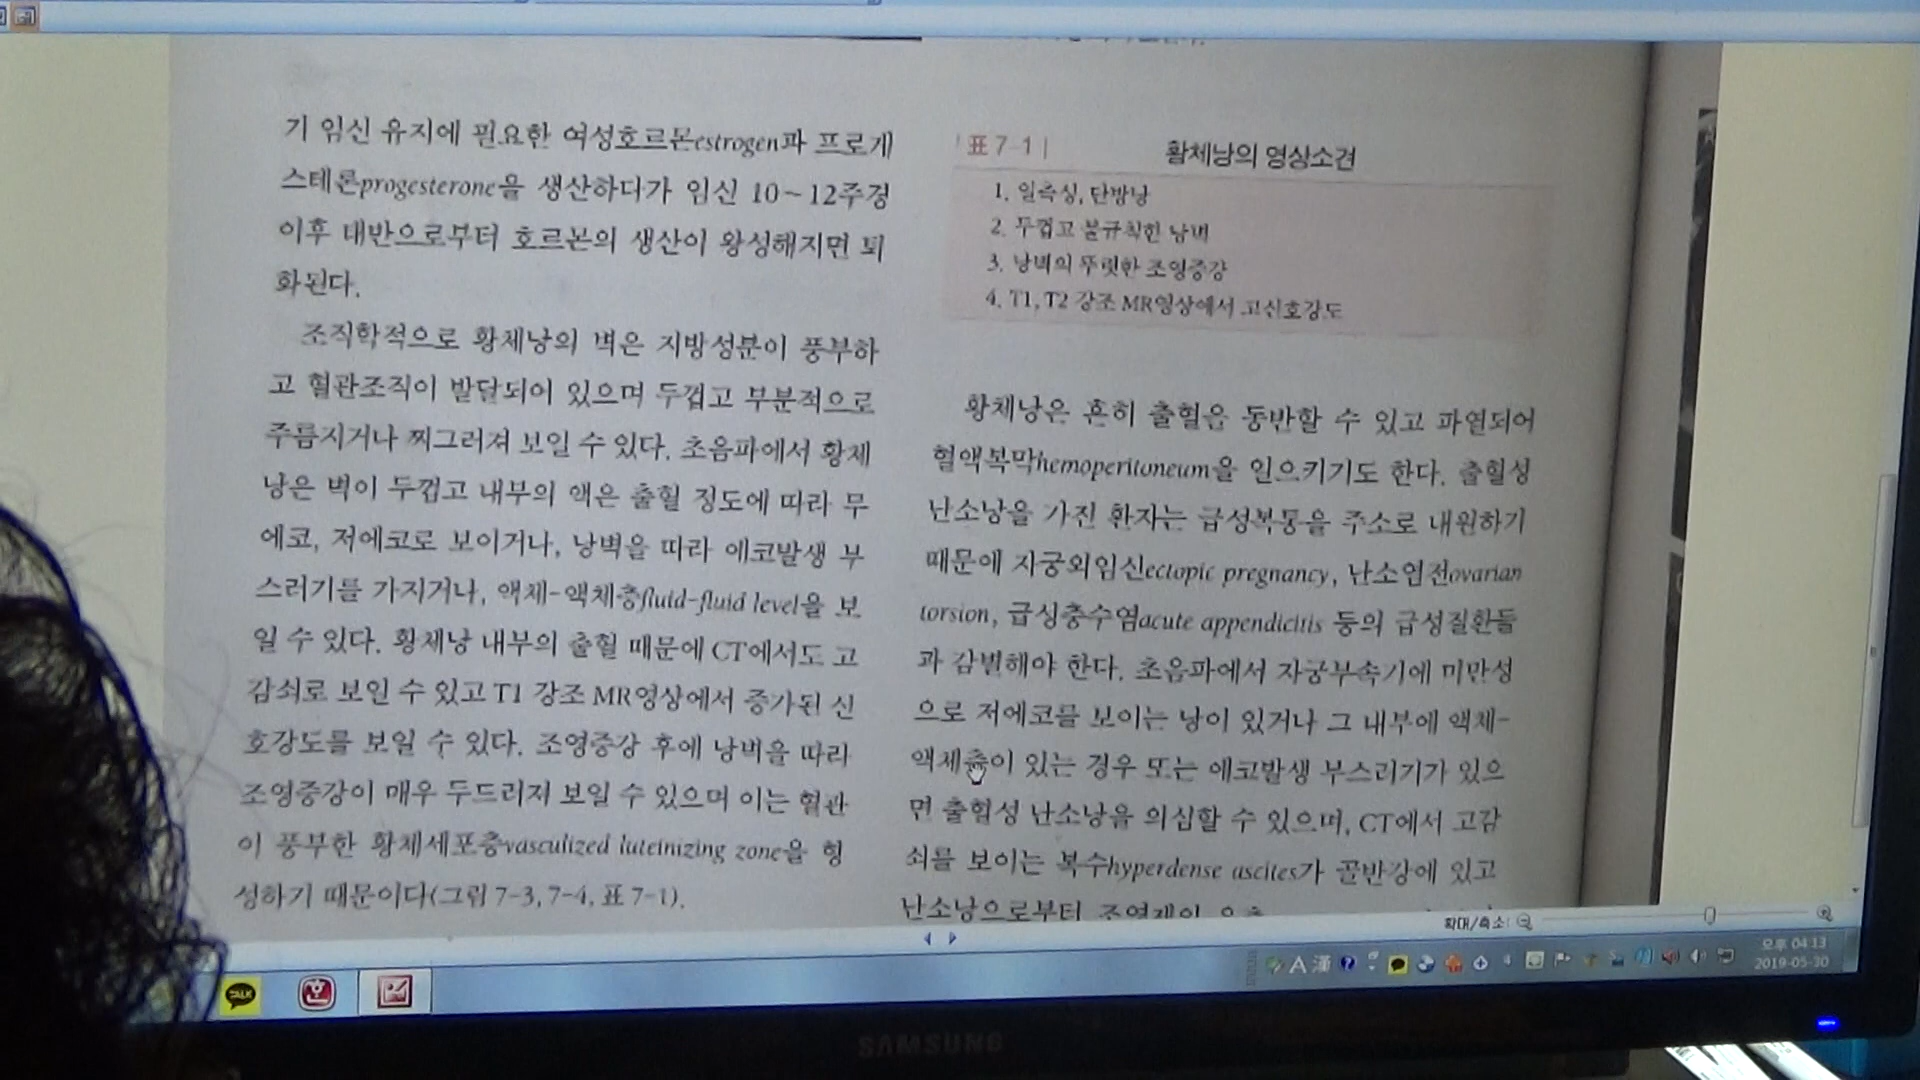 기 임신 유지에 필요한 여성호르몬estrogen과 프로게
스테론progesterone을 생산하다가 임신 10~12주경
이후 태반으로부터 호르몬의 생산이 왕성해지면 퇴
화된다.
조직학적으로 황체낭의 벽은 지방성분이 풍부하
고 혈관조직이 발달되어 있으며 두껍고 부분적으로
주름지거나 찌그러져 보일 수 있다. 초음파에서 황체
낭은 벽이 두껍고 내부의 액은 출혈 정도에 따라 무
에코, 저에코로 보이거나, 낭벽을 따라 에코발생 부
스러기를 가지거나, 액체-액체층fluid-fluid level을 보
일 수 있다. 황체낭 내부의 출혈 때문에 CT에서도 고
감쇠로 보일 수 있고 T1 강조 MR영상에서 증가된 신
호강도를 보일 수 있다. 조영증강 후에 낭벽을 따라
조영증강이 매우 두드러져 보일 수 있으며 이는 혈관
이 풍부한 황체세포층vasculized luteinizing zone을 형
성하기 때문이다(그림 7-3, 7-4, 표 7-1).
표 7-1 황체낭의 영상소견
1. 일측성, 단방낭
2. 두껍고 불규칙한 낭벽
3. 낭벽의 뚜렷한 조영증강
4. T1, T2 강조 MR영상에서 고신호강도
황체낭은 흔히 출혈을 동반할 수 있고 파열되어
혈액복막hemoperitoneum을 일으키기도 한다. 출혈성
난소낭을 가진 환자는 급성복통을 주소로 내원하기
때문에 자궁외임신ectopic pregnancy, 난소염전ovarian
torsion, 급성충수염acute appendicitis 등의 급성질환들
과 감별해야 한다. 초음파에서 자궁부속기에 미만성
으로 저에코를 보이는 낭이 있거나 그 내부에 액체-
액체층이 있는 경우 또는 에코발생 부스러기가 있으
면 출혈성 난소낭을 의심할 수 있으며, CT에서 고감
쇠를 보이는 복수hyperdense ascites가 골반강에 있고
난소낭으로부터 조영제의
확대/축소:
TALK
A 漢
오후 04:13
2019-05-30
SAMSUNG